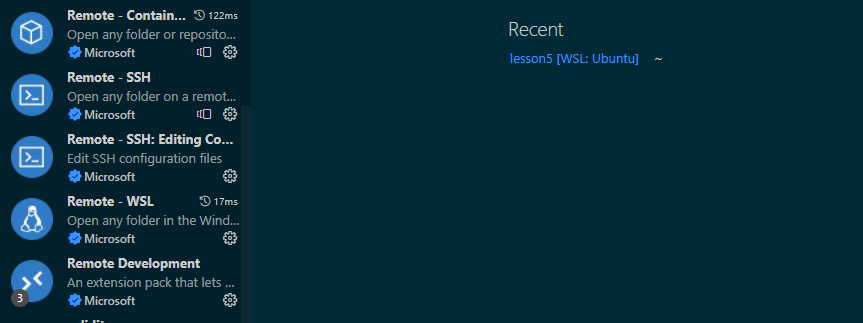 Remote - Contain... 122ms
Open any folder or reposito...
Microsoft
Remote - SSH
Open any folder on a remot...
Microsoft
Remote - SSH: Editing Co...
Edit SSH configuration files
Microsoft
Remote - WSL 17ms
Open any folder in the Wind...
Microsoft
Remote Development
An extension pack that lets ...
3
Microsoft
Recent
lesson5 [WSL: Ubuntu] ~